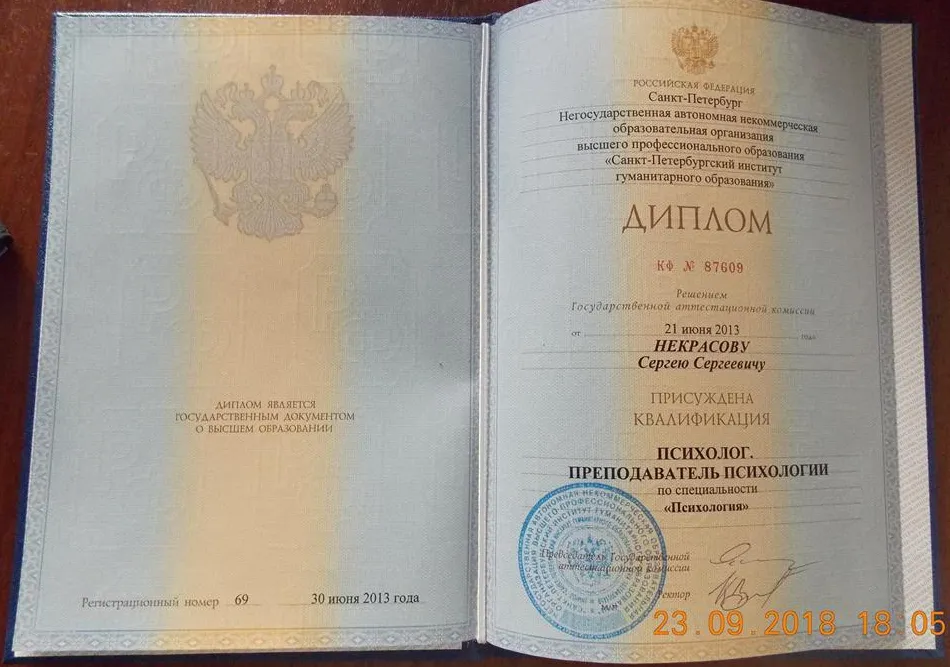 ДИПЛОМ ЯВЛЯЕТСЯ
ГОСУДАРСТВЕННЫМ ДОКУМЕНТОМ
О ВЫСШЕМ ОБРАЗОВАНИИ
Регистрационный номер 69 30 июня 2013 года
РОССИЙСКАЯ ФЕДЕРАЦИЯ
Санкт-Петербург
Негосударственная автономная некоммерческая
образовательная организация
высшего профессионального образования
«Санкт-Петербургский институт
гуманитарного образования»
ДИПЛОМ
КФ № 87609
Решением
Государственной аттестационной комиссии
от 21 июня 2013 года
НЕКРАСОВУ
Сергею Сергеевичу
ПРИСУЖДЕНА
КВАЛИФИКАЦИЯ
ПСИХОЛОГ.
ПРЕПОДАВАТЕЛЬ ПСИХОЛОГИИ
по специальности
«Психология»
Председатель Государственной
аттестационной комиссии
Ректор
23.09.2018 18:05